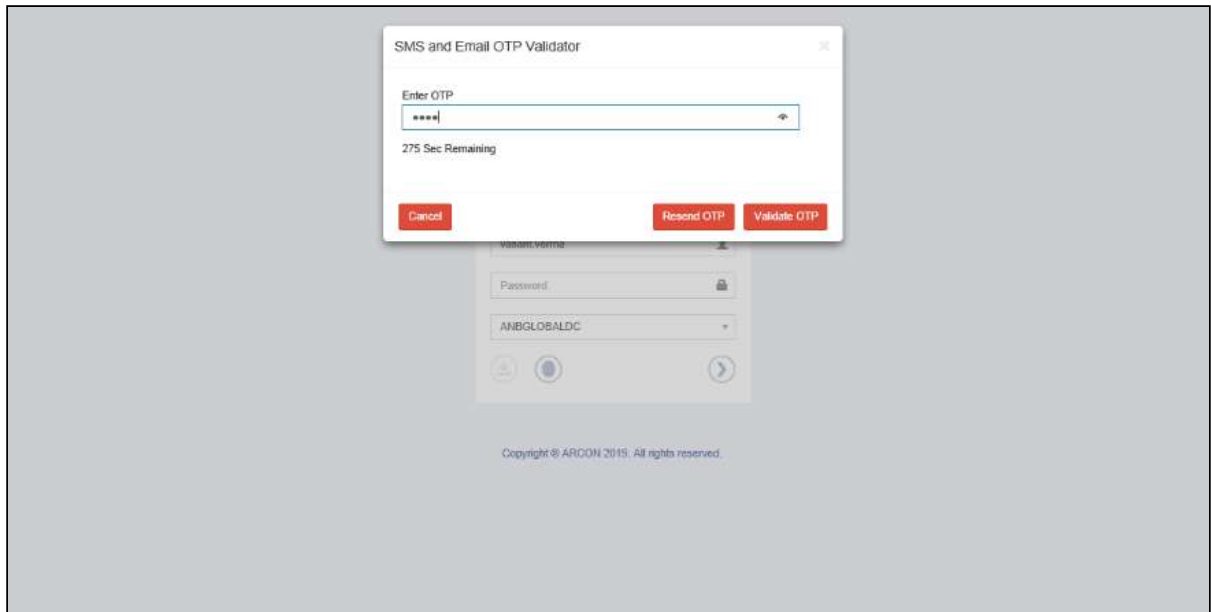 SMS and Email OTP Validator
Enter OTP
••••
275 Sec Remaining
Cancel
Resend OTP
Validate OTP
Password
ANBGLOBALDC
Copyright © ARCON 2015. All rights reserved.